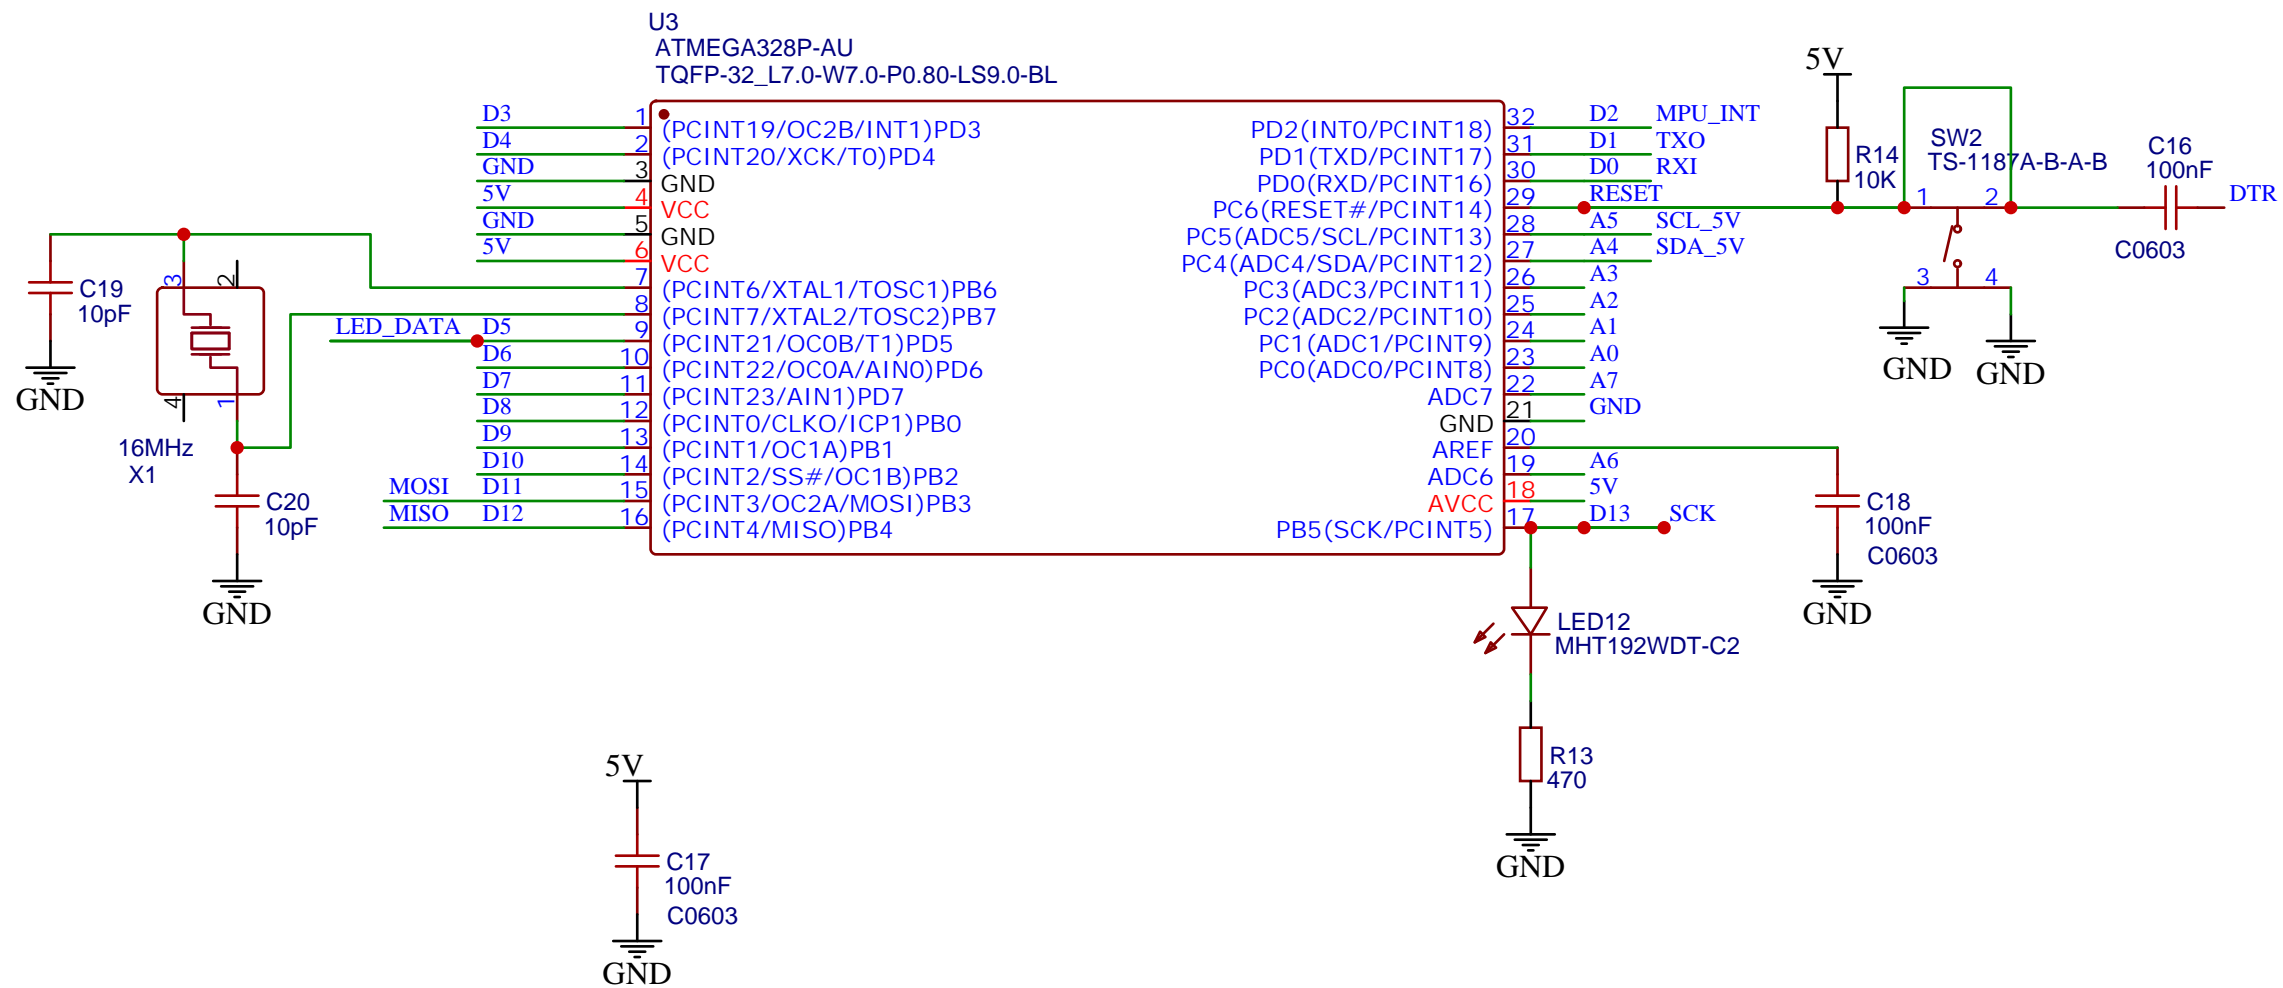 U3
ATMEGA328P-AU
TQFP-32_L7.0-W7.0-P0.80-LS9.0-BL
D3 1 (PCINT19/OC2B/INT1)PD3
D4 2 (PCINT20/XCK/T0)PD4
GND 3 GND
5V 4 VCC
GND 5 GND
5V 6 VCC
7 (PCINT6/XTAL1/TOSC1)PB6
8 (PCINT7/XTAL2/TOSC2)PB7
LED_DATA D5 9 (PCINT21/OC0B/T1)PD5
D6 10 (PCINT22/OC0A/AIN0)PD6
D7 11 (PCINT23/AIN1)PD7
D8 12 (PCINT0/CLKO/ICP1)PB0
D9 13 (PCINT1/OC1A)PB1
D10 14 (PCINT2/SS#/OC1B)PB2
MOSI D11 15 (PCINT3/OC2A/MOSI)PB3
MISO D12 16 (PCINT4/MISO)PB4
PD2(INT0/PCINT18) 32 D2 MPU_INT
PD1(TXD/PCINT17) 31 D1 TXO
PD0(RXD/PCINT16) 30 D0 RXI
PC6(RESET#/PCINT14) 29 RESET
PC5(ADC5/SCL/PCINT13) 28 A5 SCL_5V
PC4(ADC4/SDA/PCINT12) 27 A4 SDA_5V
PC3(ADC3/PCINT11) 26 A3
PC2(ADC2/PCINT10) 25 A2
PC1(ADC1/PCINT9) 24 A1
PC0(ADC0/PCINT8) 23 A0
ADC7 22 A7
GND 21 GND
AREF 20
ADC6 19 A6
AVCC 18 5V
PB5(SCK/PCINT5) 17 D13 SCK
C19
10pF
GND
3 2
4 1
16MHz
X1
C20
10pF
GND
5V
R14
10K
SW2
TS-1187A-B-A-B
1 2
3 4
GND GND
C16
100nF
DTR
C0603
C18
100nF
C0603
GND
LED12
MHT192WDT-C2
R13
470
GND
5V
C17
100nF
C0603
GND